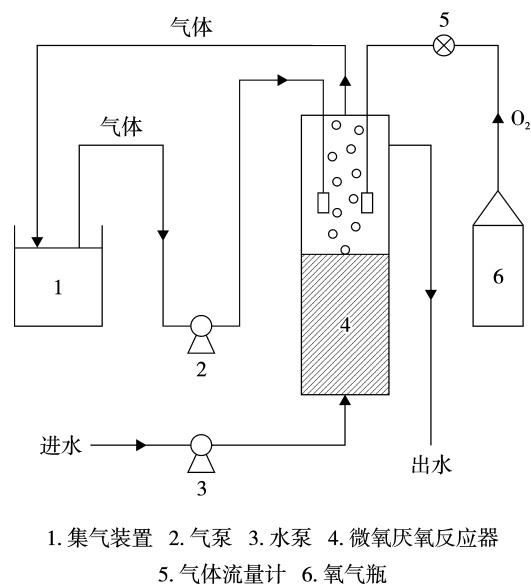 气体
5
气体
O₂
1
2
4
6
进水
3
出水
1. 集气装置 2. 气泵 3. 水泵 4. 微氧厌氧反应器
5. 气体流量计 6. 氧气瓶